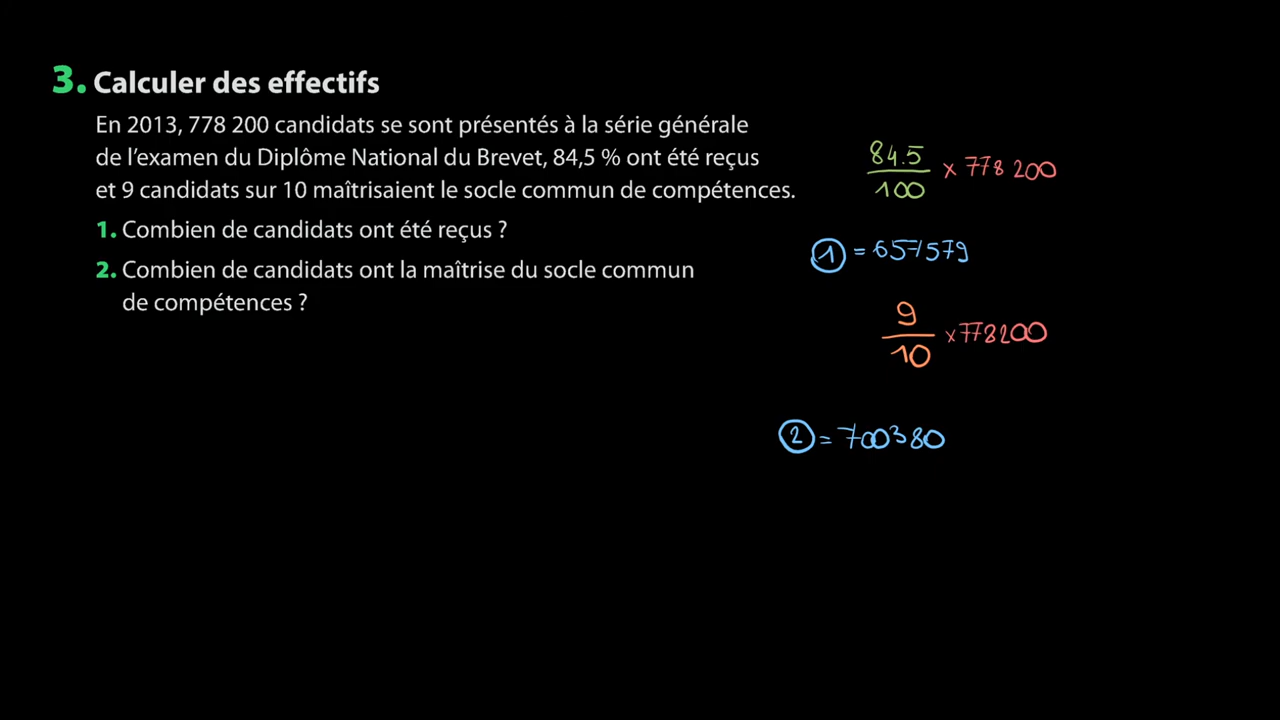 3. Calculer des effectifs
En 2013, 778 200 candidats se sont présentés à la série générale
de l'examen du Diplôme National du Brevet, 84,5 % ont été reçus
et 9 candidats sur 10 maîtrisaient le socle commun de compétences.
1. Combien de candidats ont été reçus ?
2. Combien de candidats ont la maîtrise du socle commun
de compétences ?
84.5
100
× 778 200
1 = 657579
9
10
×778200
2 = 700380